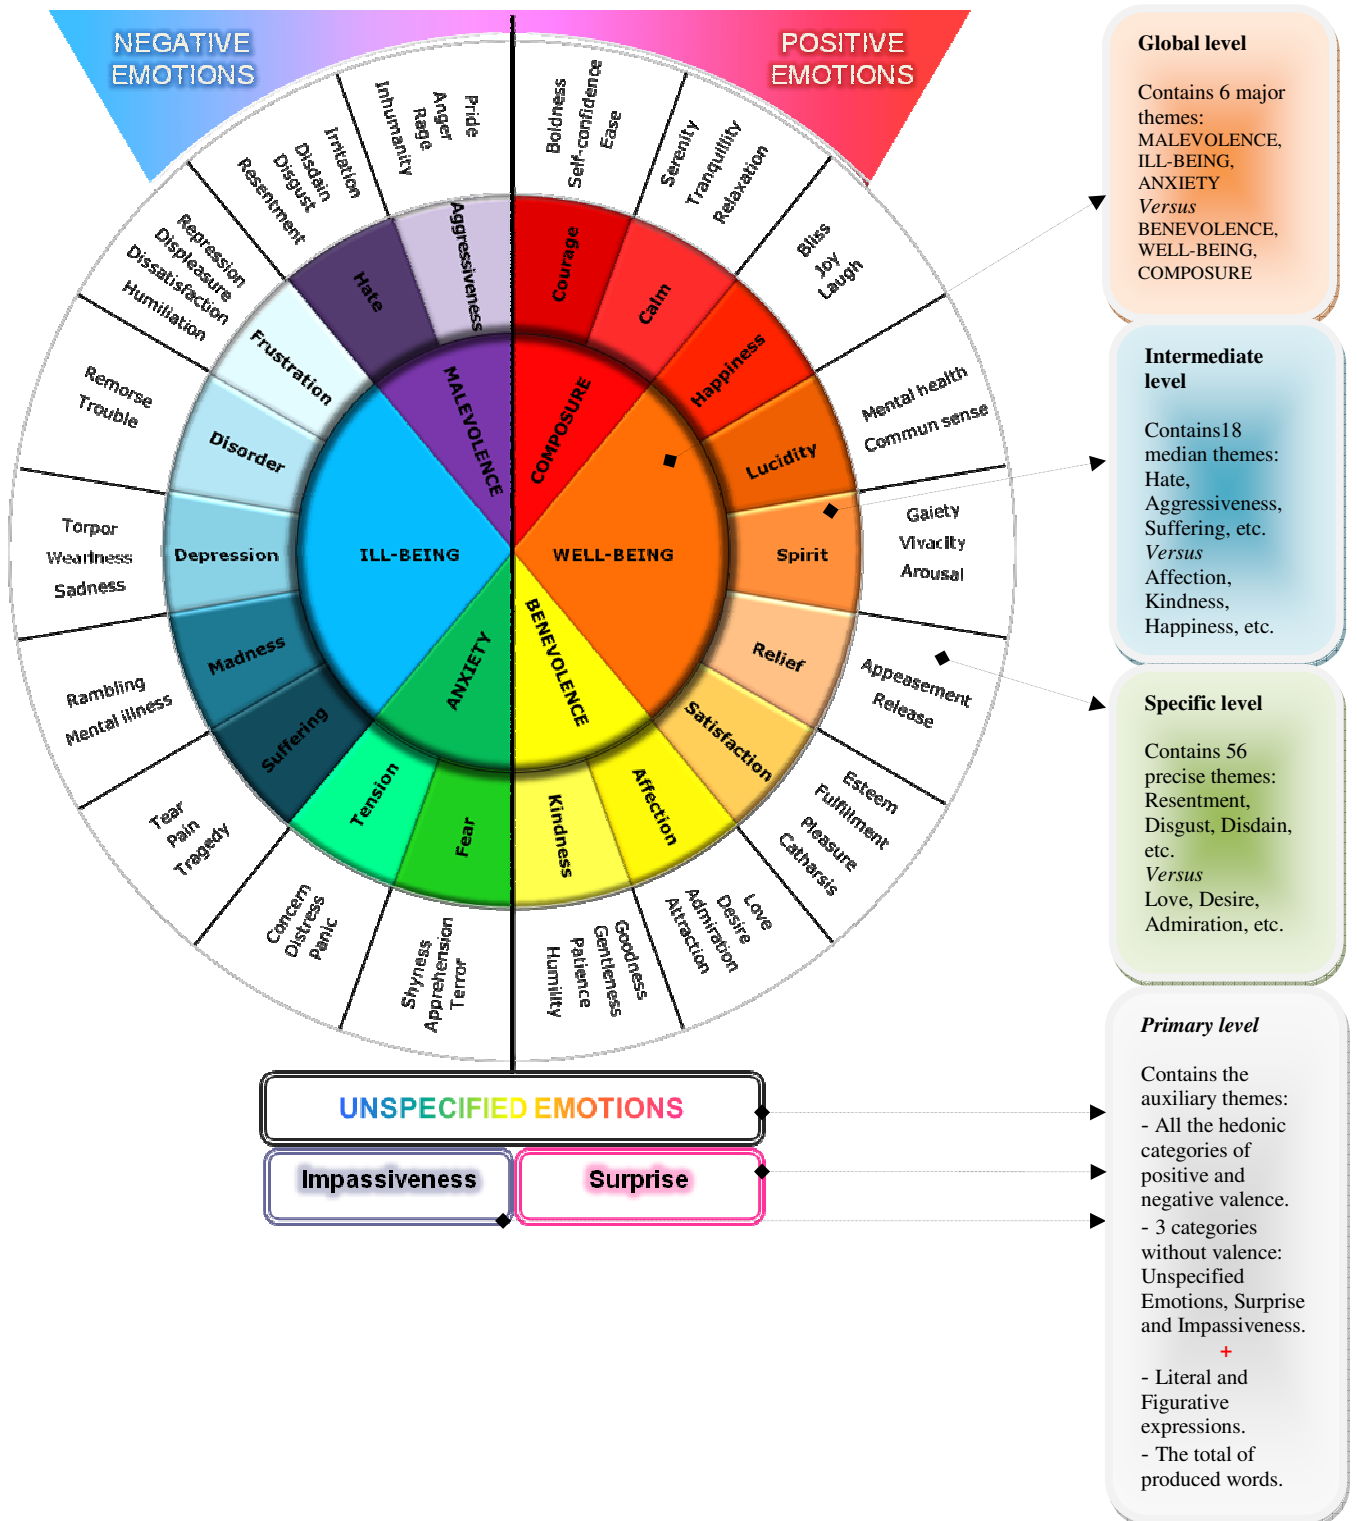 NEGATIVE
EMOTIONS
POSITIVE
EMOTIONS
Inhumanity
Rage
Anger
Pride
Boldness
Self-confidence
Ease
Resentment
Disgust
Disdain
Irritation
Serenity
Tranquillity
Relaxation
Repression
Displeasure
Dissatisfaction
Humiliation
Bliss
Joy
Laugh
Remorse
Trouble
Mental health
Commun sense
Torpor
Weariness
Sadness
Gaiety
Vivacity
Arousal
Rambling
Mental illness
Appeasement
Release
Tear
Pain
Tragedy
Esteem
Fulfillment
Pleasure
Catharsis
Concern
Distress
Panic
Shyness
Apprehension
Terror
Humility
Patience
Gentleness
Goodness
Attraction
Admiration
Desire
Love
Hate
Aggressiveness
Courage
Calm
Frustration
Happiness
Disorder
Lucidity
Depression
Spirit
Madness
Relief
Suffering
Satisfaction
Tension
Fear
Kindness
Affection
MALEVOLENCE
COMPOSURE
ILL-BEING
WELL-BEING
ANXIETY
BENEVOLENCE
UNSPECIFIED EMOTIONS
Impassiveness
Surprise
Global level
Contains 6 major
themes:
MALEVOLENCE,
ILL-BEING,
ANXIETY
Versus
BENEVOLENCE,
WELL-BEING,
COMPOSURE
Intermediate
level
Contains18
median themes:
Hate,
Aggressiveness,
Suffering, etc.
Versus
Affection,
Kindness,
Happiness, etc.
Specific level
Contains 56
precise themes:
Resentment,
Disgust, Disdain,
etc.
Versus
Love, Desire,
Admiration, etc.
Primary level
Contains the
auxiliary themes:
- All the hedonic
categories of
positive and
negative valence.
- 3 categories
without valence:
Unspecified
Emotions, Surprise
and Impassiveness.
+
- Literal and
Figurative
expressions.
- The total of
produced words.